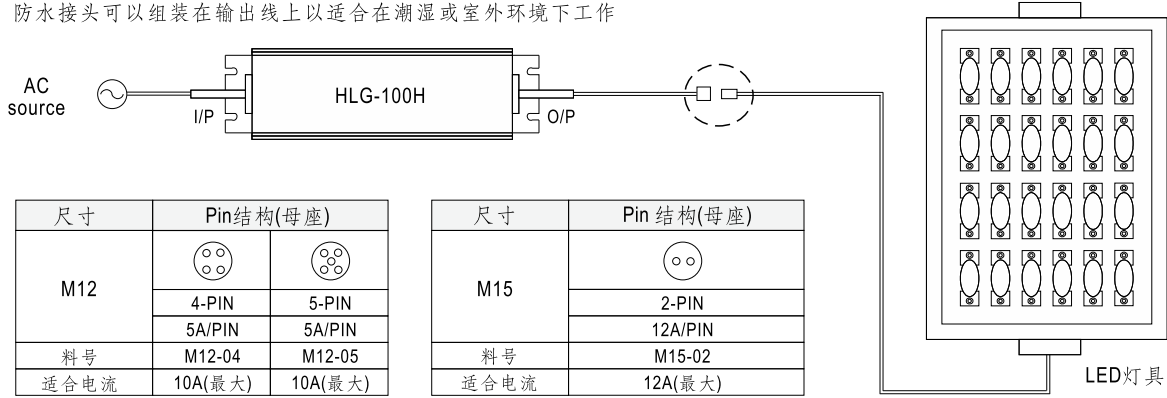 防水接头可以组装在输出线上以适合在潮湿或室外环境下工作
AC
source
I/P
HLG-100H
O/P
尺寸 Pin结构(母座)
M12
4-PIN 5-PIN
5A/PIN 5A/PIN
料号 M12-04 M12-05
适合电流 10A(最大) 10A(最大)
尺寸 Pin 结构(母座)
M15
2-PIN
12A/PIN
料号 M15-02
适合电流 12A(最大)
LED灯具